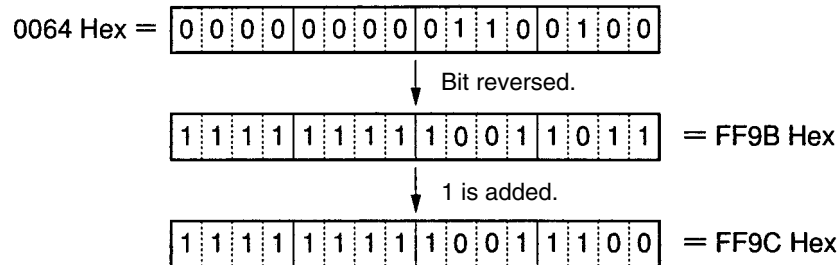 0064 Hex = 0 0 0 0 0 0 0 0 0 1 1 0 0 1 0 0
Bit reversed.
1 1 1 1 1 1 1 1 1 0 0 1 1 0 1 1 = FF9B Hex
1 is added.
1 1 1 1 1 1 1 1 1 0 0 1 1 1 0 0 = FF9C Hex